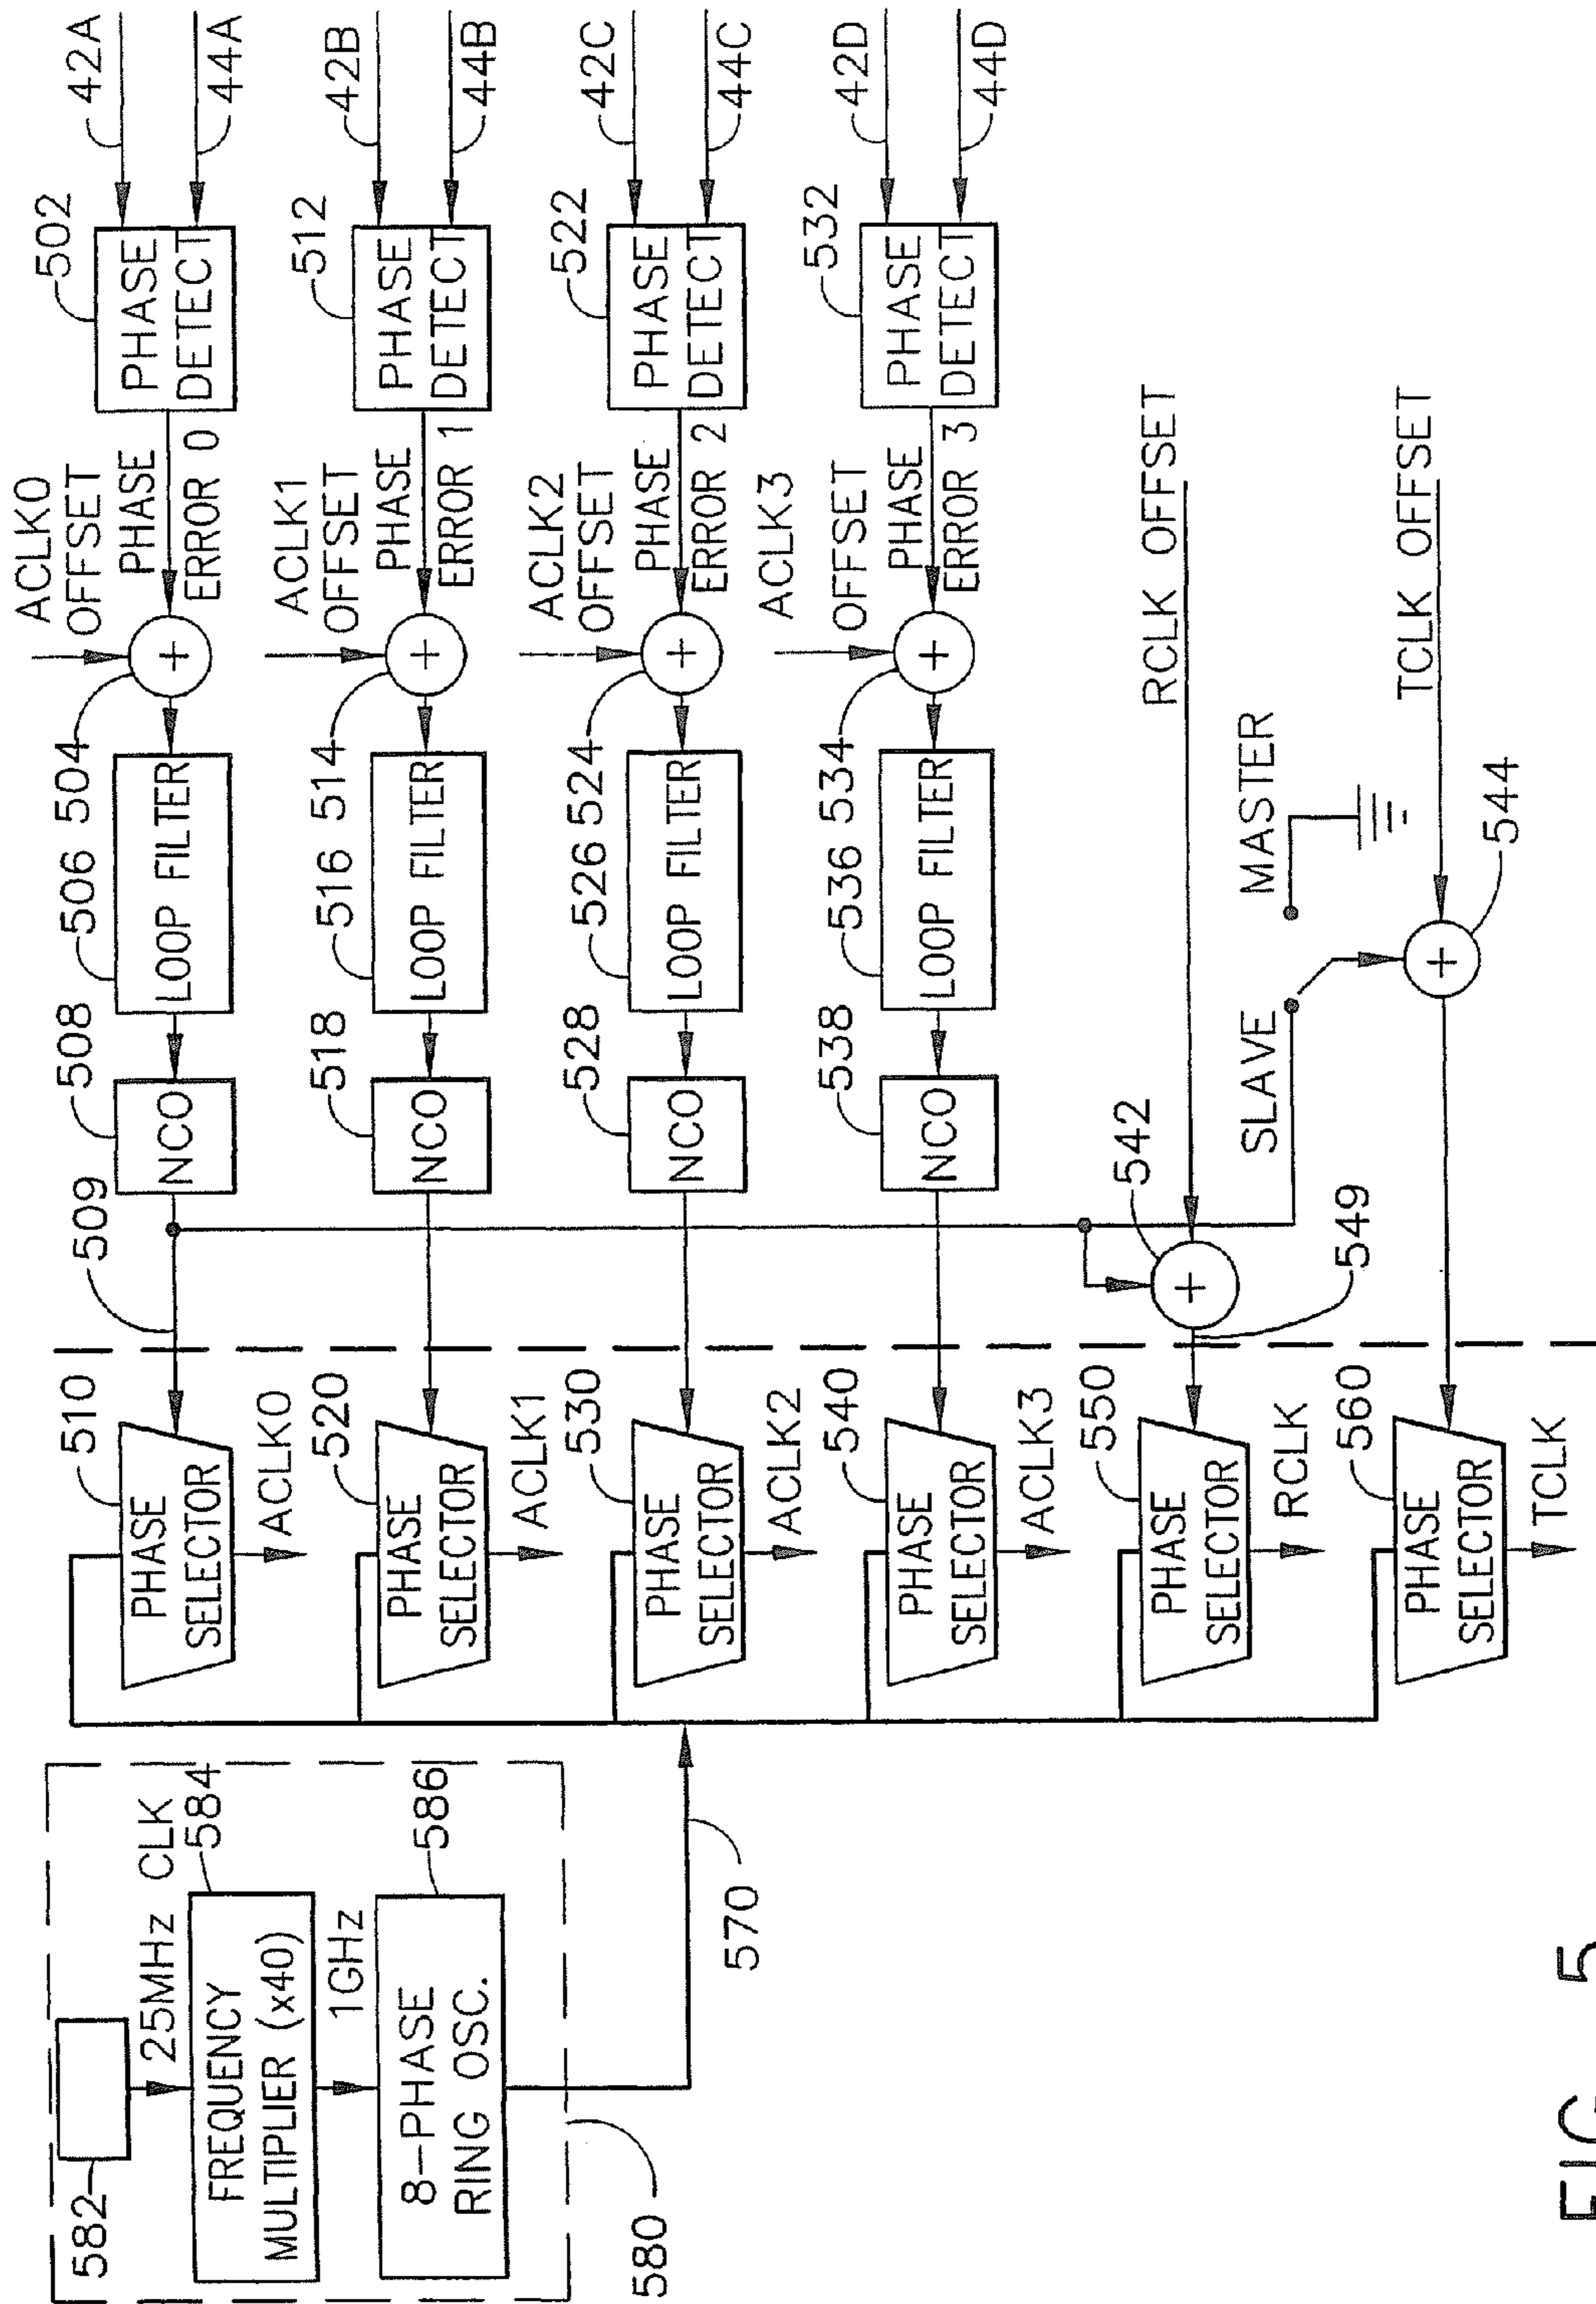 42A
44A
502
PHASE
DETECT
ACLK0
OFFSET
PHASE
ERROR 0
504
+
506
LOOP FILTER
508
NCO
509
510
PHASE
SELECTOR
ACLK0
42B
44B
512
PHASE
DETECT
ACLK1
OFFSET
PHASE
ERROR 1
514
+
516
LOOP FILTER
518
NCO
520
PHASE
SELECTOR
ACLK1
42C
44C
522
PHASE
DETECT
ACLK2
OFFSET
PHASE
ERROR 2
524
+
526
LOOP FILTER
528
NCO
530
PHASE
SELECTOR
ACLK2
42D
44D
532
PHASE
DETECT
ACLK3
OFFSET
PHASE
ERROR 3
534
+
536
LOOP FILTER
538
NCO
540
PHASE
SELECTOR
ACLK3
RCLK OFFSET
542
+
549
550
PHASE
SELECTOR
RCLK
SLAVE
MASTER
TCLK OFFSET
544
+
560
PHASE
SELECTOR
TCLK
582
25MHz CLK
584
FREQUENCY
MULTIPLIER (x40)
1GHz
586
8-PHASE
RING OSC.
580
570
FIG. 5